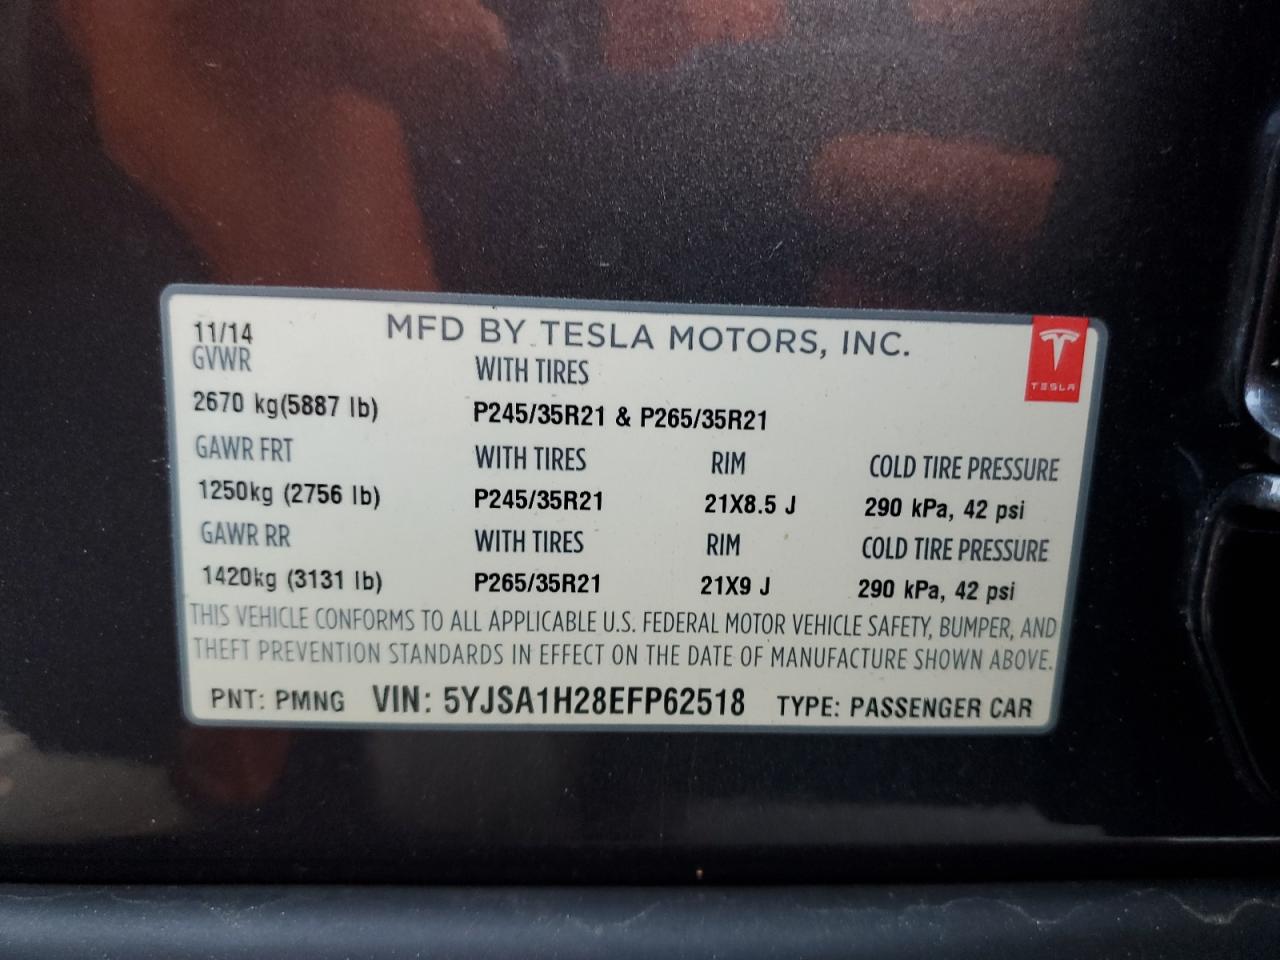 11/14 MFD BY TESLA MOTORS, INC.
TESLA
GVWR WITH TIRES
2670 kg(5887 lb) P245/35R21 & P265/35R21
GAWR FRT WITH TIRES RIM COLD TIRE PRESSURE
1250kg (2756 lb) P245/35R21 21X8.5 J 290 kPa, 42 psi
GAWR RR WITH TIRES RIM COLD TIRE PRESSURE
1420kg (3131 lb) P265/35R21 21X9 J 290 kPa, 42 psi
THIS VEHICLE CONFORMS TO ALL APPLICABLE U.S. FEDERAL MOTOR VEHICLE SAFETY, BUMPER, AND
THEFT PREVENTION STANDARDS IN EFFECT ON THE DATE OF MANUFACTURE SHOWN ABOVE.
PNT: PMNG VIN: 5YJSA1H28EFP62518 TYPE: PASSENGER CAR